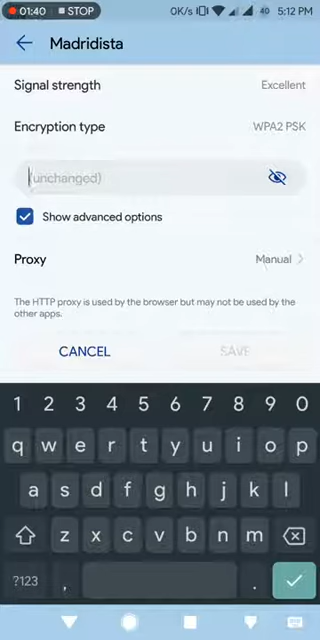 01:40 STOP 0K/s 40 5:12 PM
Madridista
Signal strength Excellent
Encryption type WPA2 PSK
(unchanged)
Show advanced options
Proxy Manual
The HTTP proxy is used by the browser but may not be used by the
other apps.
CANCEL SAVE
1 2 3 4 5 6 7 8 9 0
q w e r t y u i o p
a s d f g h j k l
z x c v b n m
?123 , .